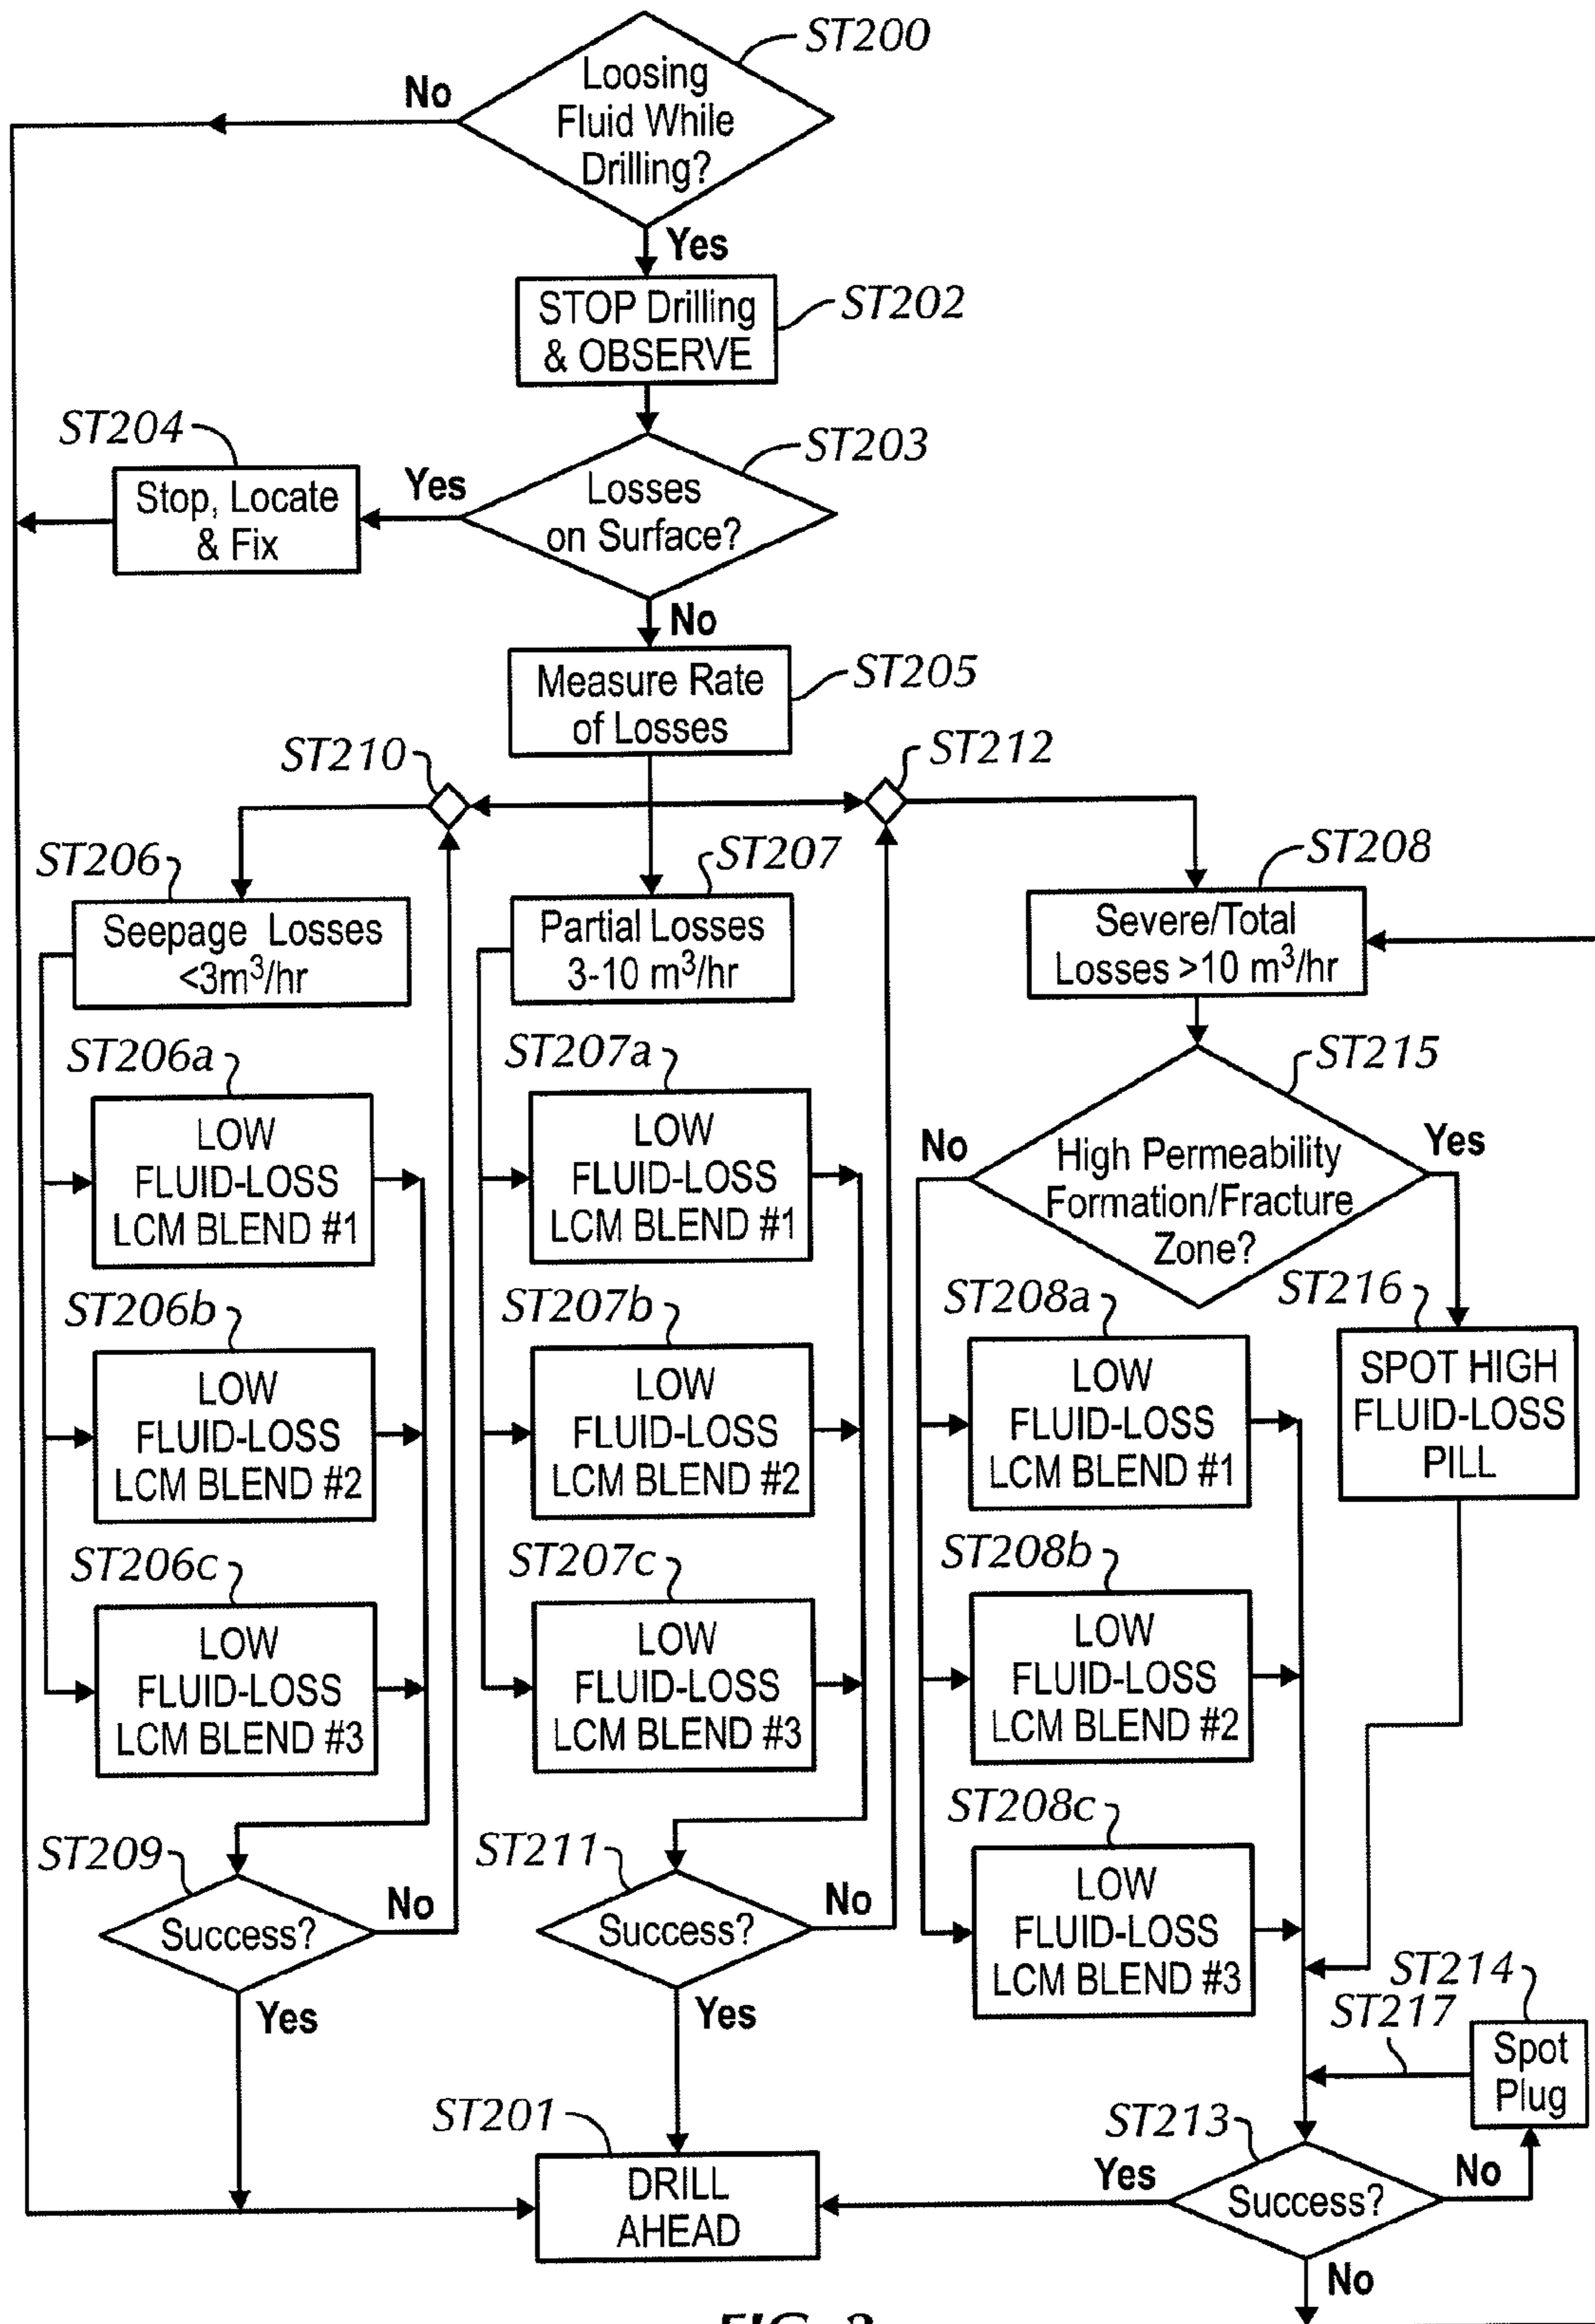 ST200
Loosing
Fluid While
Drilling?
No
Yes
STOP Drilling
& OBSERVE
ST202
ST204
Stop, Locate
& Fix
Yes
Losses
on Surface?
ST203
No
Measure Rate
of Losses
ST205
ST210
ST212
ST206
Seepage Losses
<3m³/hr
ST207
Partial Losses
3-10 m³/hr
ST208
Severe/Total
Losses >10 m³/hr
ST206a
LOW
FLUID-LOSS
LCM BLEND #1
ST206b
LOW
FLUID-LOSS
LCM BLEND #2
ST206c
LOW
FLUID-LOSS
LCM BLEND #3
ST209
Success?
No
Yes
ST207a
LOW
FLUID-LOSS
LCM BLEND #1
ST207b
LOW
FLUID-LOSS
LCM BLEND #2
ST207c
LOW
FLUID-LOSS
LCM BLEND #3
ST211
Success?
No
Yes
ST215
No
High Permeability
Formation/Fracture
Zone?
Yes
ST216
SPOT HIGH
FLUID-LOSS
PILL
ST208a
LOW
FLUID-LOSS
LCM BLEND #1
ST208b
LOW
FLUID-LOSS
LCM BLEND #2
ST208c
LOW
FLUID-LOSS
LCM BLEND #3
ST214
ST217
Spot
Plug
ST213
Yes
Success?
No
No
ST201
DRILL
AHEAD